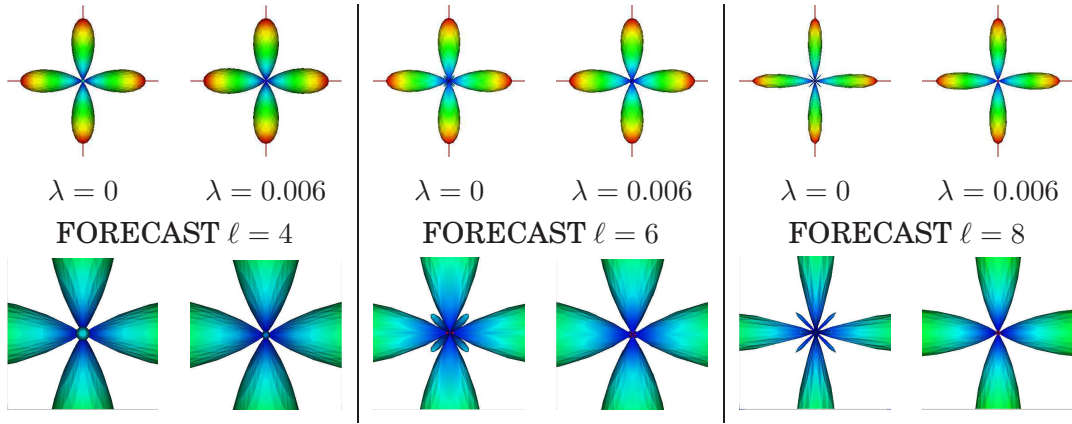 λ = 0 λ = 0.006 λ = 0 λ = 0.006 λ = 0 λ = 0.006
FORECAST ℓ = 4 FORECAST ℓ = 6 FORECAST ℓ = 8